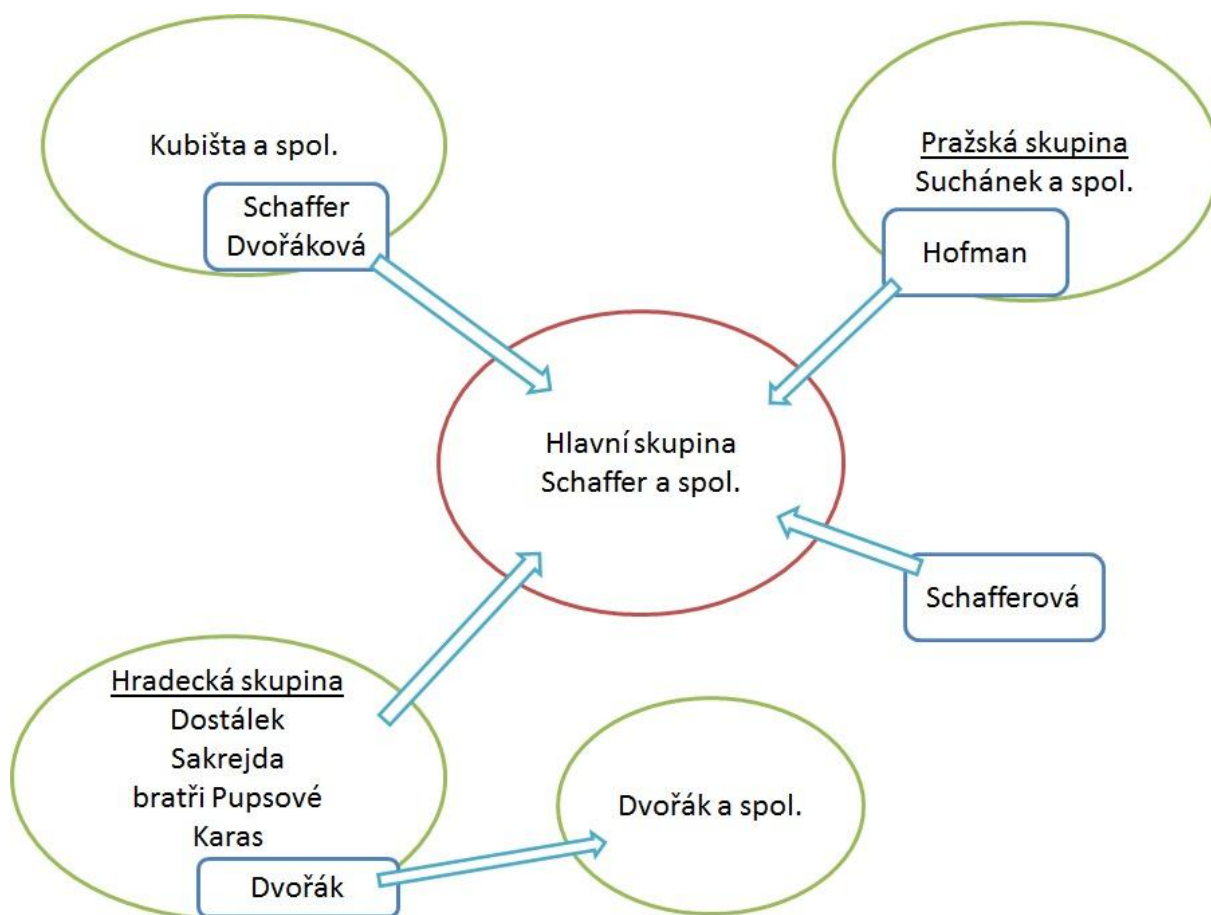 Kubišta a spol.
Schaffer
Dvořáková
Pražská skupina
Suchánek a spol.
Hofman
Hlavní skupina
Schaffer a spol.
Schafferová
Hradecká skupina
Dostálek
Sakrejda
bratři Pupsové
Karas
Dvořák
Dvořák a spol.